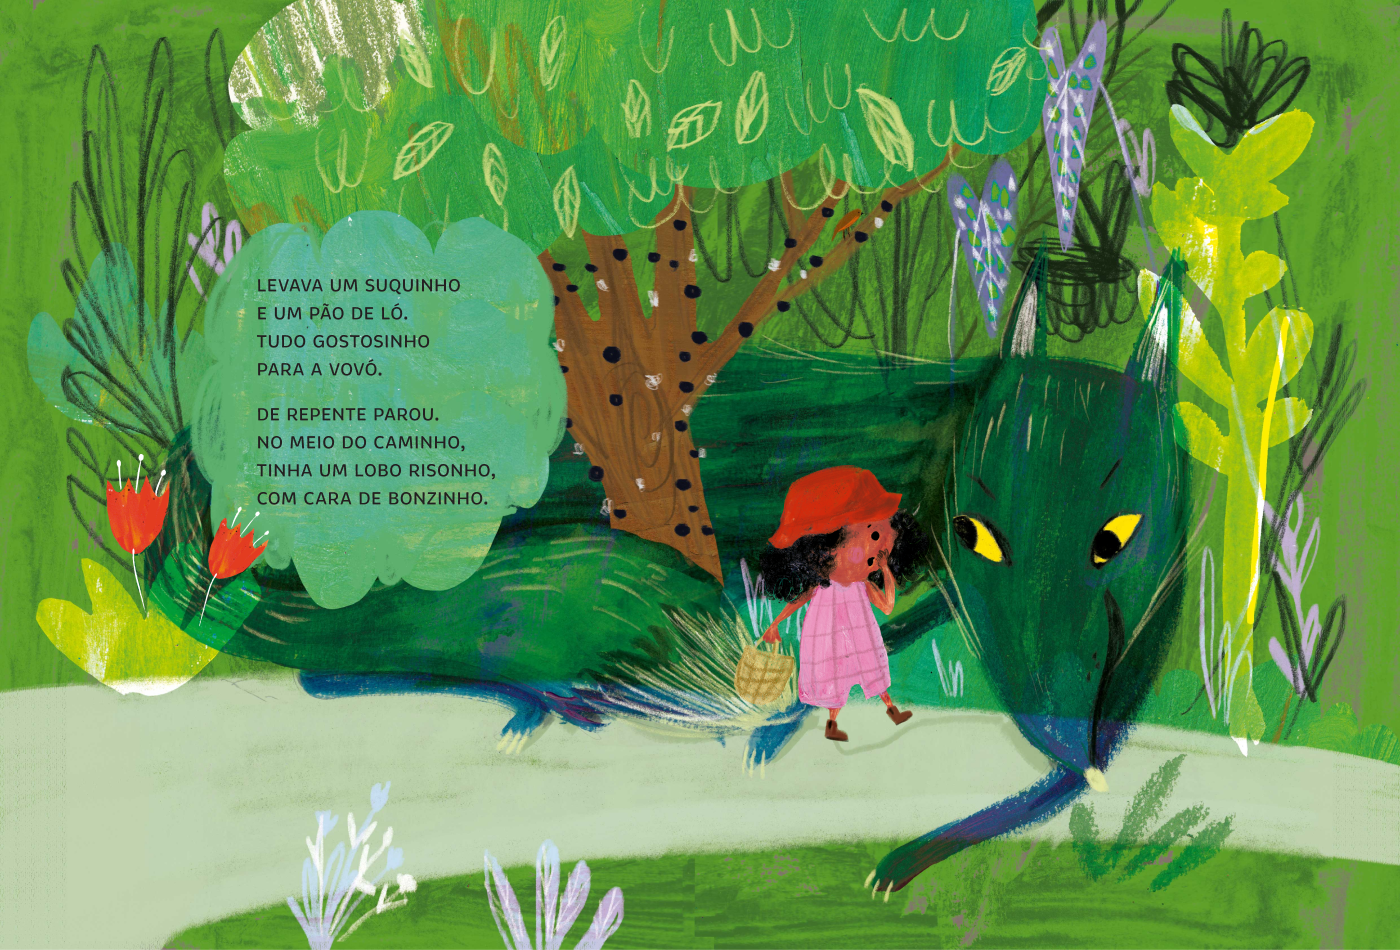 LEVAVA UM SUQUINHO
E UM PÃO DE LÓ.
TUDO GOSTOSINHO
PARA A VOVÓ.
DE REPENTE PAROU.
NO MEIO DO CAMINHO,
TINHA UM LOBO RISONHO,
COM CARA DE BONZINHO.